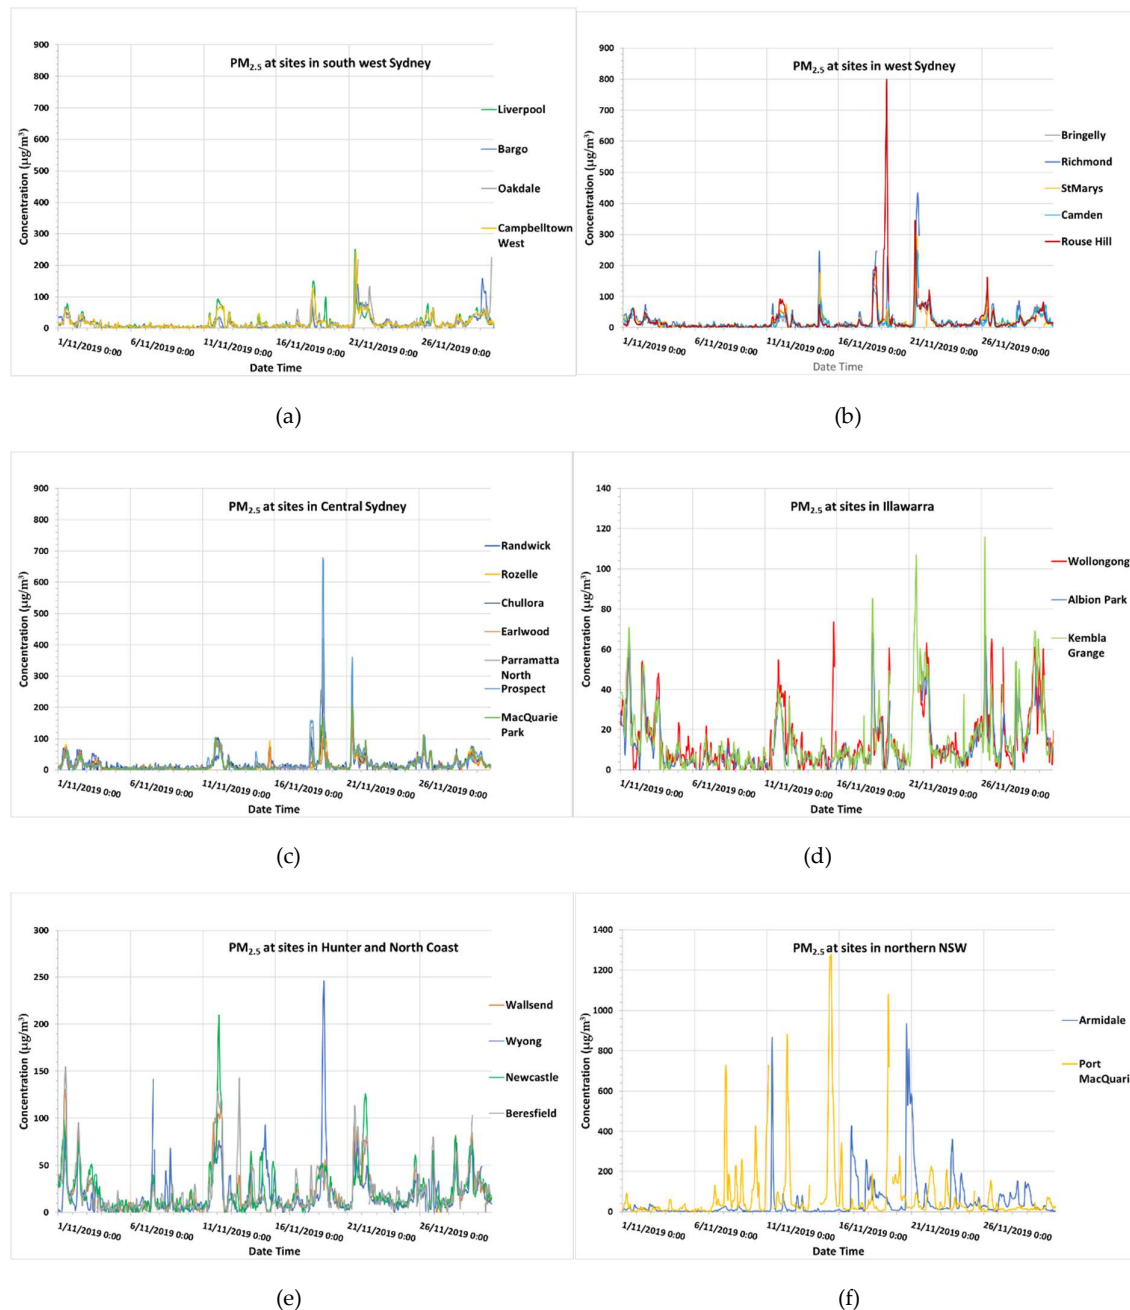 PM2.5 at sites in south west Sydney
Concentration (µg/m³)
900
800
700
600
500
400
300
200
100
0
Liverpool
Bargo
Oakdale
Campbelltown
West
1/11/2019 0:00
6/11/2019 0:00
11/11/2019 0:00
16/11/2019 0:00
21/11/2019 0:00
26/11/2019 0:00
Date Time
(a)
PM2.5 at sites in west Sydney
Concentration (µg/m³)
900
800
700
600
500
400
300
200
100
0
Bringelly
Richmond
StMarys
Camden
Rouse Hill
1/11/2019 0:00
6/11/2019 0:00
11/11/2019 0:00
16/11/2019 0:00
21/11/2019 0:00
26/11/2019 0:00
Date Time
(b)
PM2.5 at sites in Central Sydney
Concentration (µg/m³)
900
800
700
600
500
400
300
200
100
0
Randwick
Rozelle
Chullora
Earlwood
Parramatta
North
Prospect
MacQuarie
Park
1/11/2019 0:00
6/11/2019 0:00
11/11/2019 0:00
16/11/2019 0:00
21/11/2019 0:00
26/11/2019 0:00
Date Time
(c)
PM2.5 at sites in Illawarra
Concentration (µg/m³)
140
120
100
80
60
40
20
0
Wollongong
Albion Park
Kembla
Grange
1/11/2019 0:00
6/11/2019 0:00
11/11/2019 0:00
16/11/2019 0:00
21/11/2019 0:00
26/11/2019 0:00
Date Time
(d)
PM2.5 at sites in Hunter and North Coast
Concentration (µg/m³)
300
250
200
150
100
50
0
Wallsend
Wyong
Newcastle
Beresfield
1/11/2019 0:00
6/11/2019 0:00
11/11/2019 0:00
16/11/2019 0:00
21/11/2019 0:00
26/11/2019 0:00
Date Time
(e)
PM2.5 at sites in northern NSW
Concentration (µg/m³)
1400
1200
1000
800
600
400
200
0
Armidale
Port
MacQuari
1/11/2019 0:00
6/11/2019 0:00
11/11/2019 0:00
16/11/2019 0:00
21/11/2019 0:00
26/11/2019 0:00
Date Time
(f)